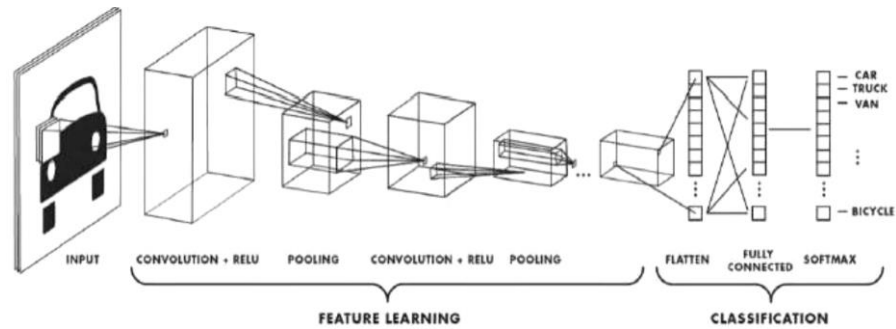 CAR
TRUCK
VAN
BICYCLE
INPUT
CONVOLUTION + RELU
POOLING
CONVOLUTION + RELU
POOLING
FLATTEN
FULLY
CONNECTED
SOFTMAX
FEATURE LEARNING
CLASSIFICATION